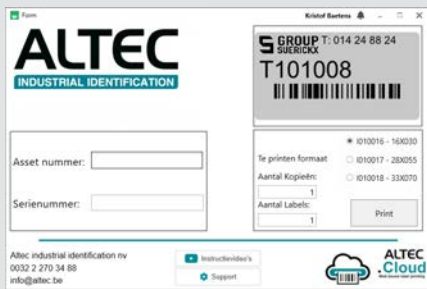 Form
Kristof Baetens
ALTEC
INDUSTRIAL IDENTIFICATION
GROUP T: 014 24 88 24
SUERICKX
T101008
Asset nummer:
Serienummer:
I010016 - 16X030
Te printen formaat
I010017 - 28X055
Aantal Kopieën:
I010018 - 33X070
1
Aantal Labels:
1
Print
Altec industrial identification nv
0032 2 270 34 88
info@altec.be
Instructievideo's
Support
ALTEC
.Cloud